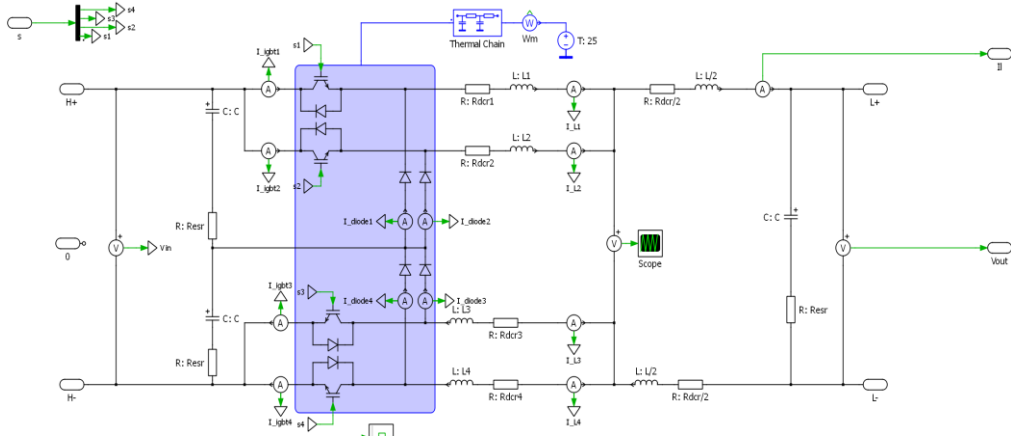 s4
s3
s
s2
s1
W
Thermal Chain
Wm
T: 25
s1
I_igbt1
L: L1
L: L/2
Il
H+
A
A
A
L+
R: Rdcr1
R: Rdcr/2
C: C
I_L1
L: L2
A
A
I_igbt2
R: Rdcr2
I_L2
s2
R: Resr
I_diode1
A
A
I_diode2
C: C
0
V
Vin
V
Scope
V
Vout
I_igbt3
s3
I_diode4
A
A
I_diode3
C: C
L: L3
A
A
R: Resr
R: Rdcr3
R: Resr
I_L3
L: L4
L: L/2
H-
A
A
L-
R: Rdcr4
R: Rdcr/2
I_igbt4
s4
I_L4